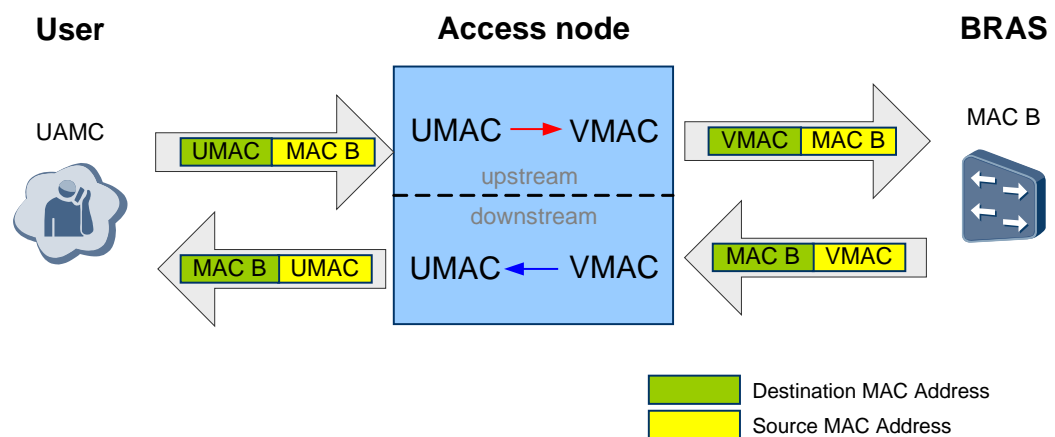 User
Access node
BRAS
UAMC
MAC B
UMAC VMAC
UMAC MAC B
VMAC MAC B
upstream
downstream
MAC B UMAC
UMAC VMAC
MAC B VMAC
Destination MAC Address
Source MAC Address